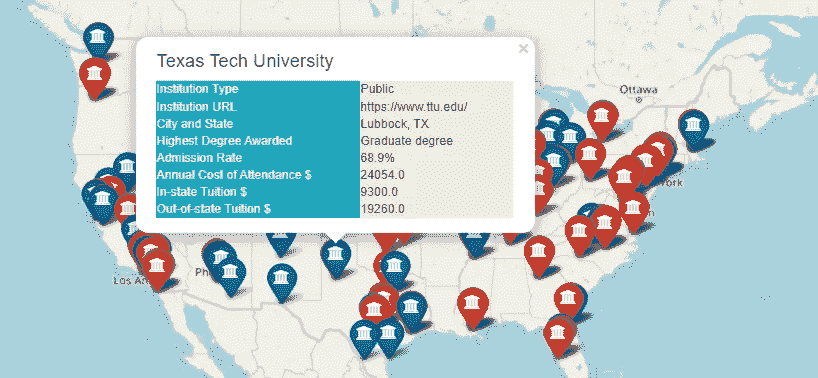 Ottawa
Texas Tech University
×
Institution Type Public
Institution URL https://www.ttu.edu/
City and State Lubbock, TX
Highest Degree Awarded Graduate degree
Admission Rate 68.9%
Annual Cost of Attendance $ 24054.0
In-state Tuition $ 9300.0
Out-of-state Tuition $ 19260.0
York
Los An
Ph